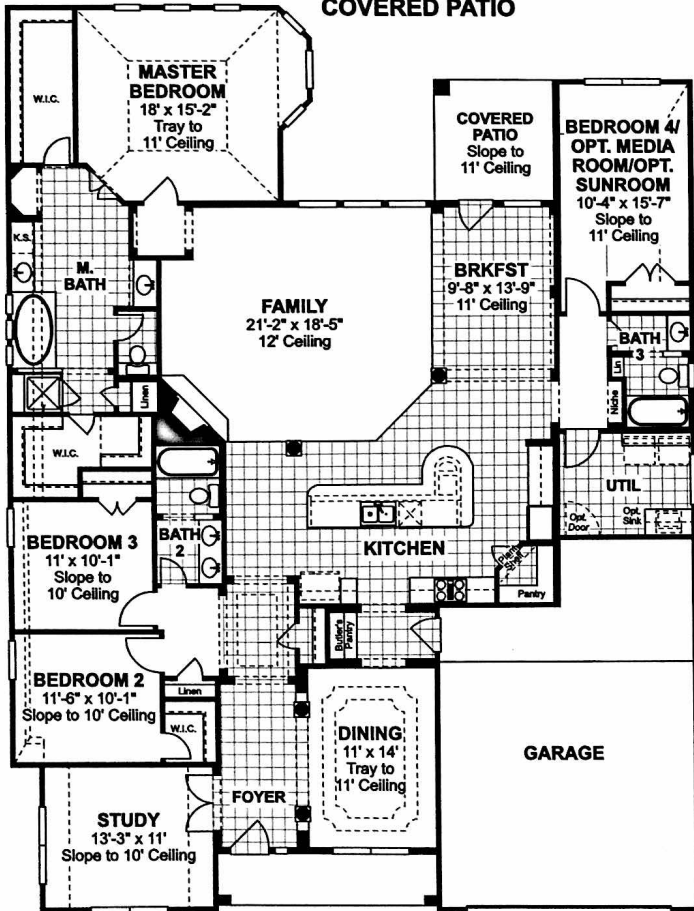 COVERED PATIO
W.I.C.
MASTER
BEDROOM
18' x 15'-2"
Tray to
11' Ceiling
COVERED
PATIO
Slope to
11' Ceiling
BEDROOM 4/
OPT. MEDIA
ROOM/OPT.
SUNROOM
10'-4" x 15'-7"
Slope to
11' Ceiling
K.S.
M.
BATH
FAMILY
21'-2" x 18'-5"
12' Ceiling
BRKFST
9'-8" x 13'-9"
11' Ceiling
BATH
3
Linen
Lin
Niche
W.I.C.
UTIL
Opt.
Door
Opt.
Sink
BEDROOM 3
11' x 10'-1"
Slope to
10' Ceiling
BATH
2
KITCHEN
Plant
Shelf
Pantry
Butler's
Pantry
BEDROOM 2
11'-6" x 10'-1"
Slope to 10' Ceiling
Linen
W.I.C.
DINING
11' x 14'
Tray to
11' Ceiling
GARAGE
FOYER
STUDY
13'-3" x 11'
Slope to 10' Ceiling